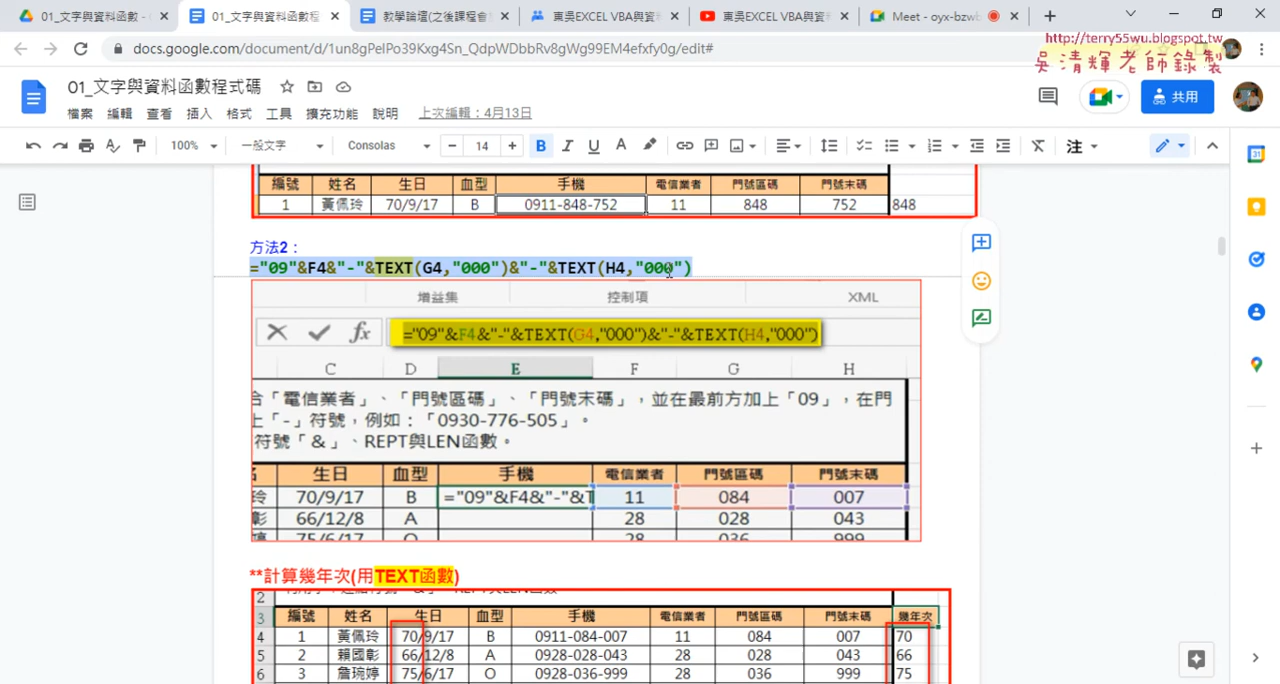 01_文字與資料函數 -
01_文字與資料函數程
教學論壇(之後課程會
東吳EXCEL VBA與資
東吳EXCEL VBA與資
Meet - oyx-bzwb
docs.google.com/document/d/1un8gPelPo39Kxg4Sn_QdpWDbbRv8gWg99EM4efxfy0g/edit#
http://terry55wu.blogspot.tw
吳清輝老師錄製
01_文字與資料函數程式碼
共用
檔案 編輯 查看 插入 格式 工具 擴充功能 說明 上次編輯：4月13日
100% 一般文字 Consolas - 14 + B I U A 注
編號 姓名 生日 血型 手機 電信業者 門號區碼 門號末碼
1 黃佩玲 70/9/17 B 0911-848-752 11 848 752 848
方法2：
="09"&F4&"-"&TEXT(G4,"000")&"-"&TEXT(H4,"000")
增益集 控制項 XML
fx ="09"&F4&"-"&TEXT(G4,"000")&"-"&TEXT(H4,"000")
C D E F G H
合「電信業者」、「門號區碼」、「門號末碼」，並在最前方加上「09」，在門
上「-」符號，例如：「0930-776-505」。
符號「&」、REPT與LEN函數。
名 生日 血型 手機 電信業者 門號區碼 門號末碼
玲 70/9/17 B ="09"&F4&"-"&T 11 084 007
彰 66/12/8 A 28 028 043
婷 75/6/17 O 28 036 999
**計算幾年次(用TEXT函數)
2
3 編號 姓名 生日 血型 手機 電信業者 門號區碼 門號末碼 幾年次
4 1 黃佩玲 70/9/17 B 0911-084-007 11 084 007 70
5 2 賴國彰 66/12/8 A 0928-028-043 28 028 043 66
6 3 詹琬婷 75/6/17 O 0928-036-999 28 036 999 75